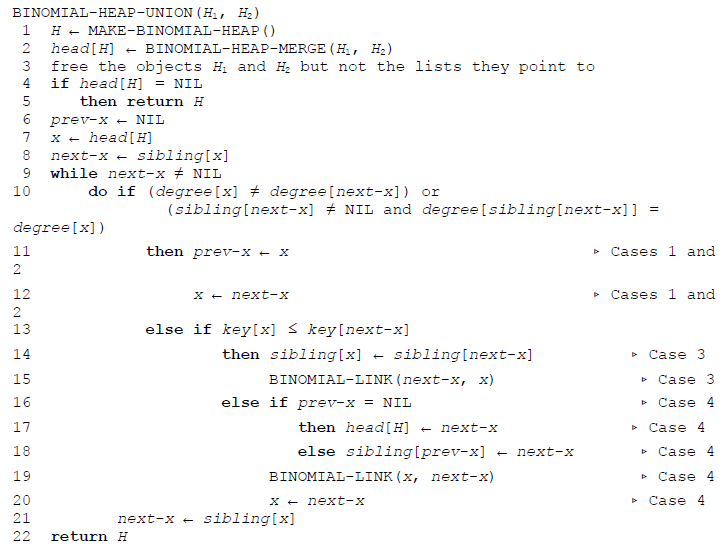 BINOMIAL-HEAP-UNION(H₁, H₂)
1 H ← MAKE-BINOMIAL-HEAP()
2 head[H] ← BINOMIAL-HEAP-MERGE(H₁, H₂)
3 free the objects H₁ and H₂ but not the lists they point to
4 if head[H] = NIL
5 then return H
6 prev-x ← NIL
7 x ← head[H]
8 next-x ← sibling[x]
9 while next-x ≠ NIL
10 do if (degree[x] ≠ degree[next-x]) or
(sibling[next-x] ≠ NIL and degree[sibling[next-x]] =
degree[x])
11 then prev-x ← x ▹ Cases 1 and
2
12 x ← next-x ▹ Cases 1 and
2
13 else if key[x] ≤ key[next-x]
14 then sibling[x] ← sibling[next-x] ▹ Case 3
15 BINOMIAL-LINK(next-x, x) ▹ Case 3
16 else if prev-x = NIL ▹ Case 4
17 then head[H] ← next-x ▹ Case 4
18 else sibling[prev-x] ← next-x ▹ Case 4
19 BINOMIAL-LINK(x, next-x) ▹ Case 4
20 x ← next-x ▹ Case 4
21 next-x ← sibling[x]
22 return H